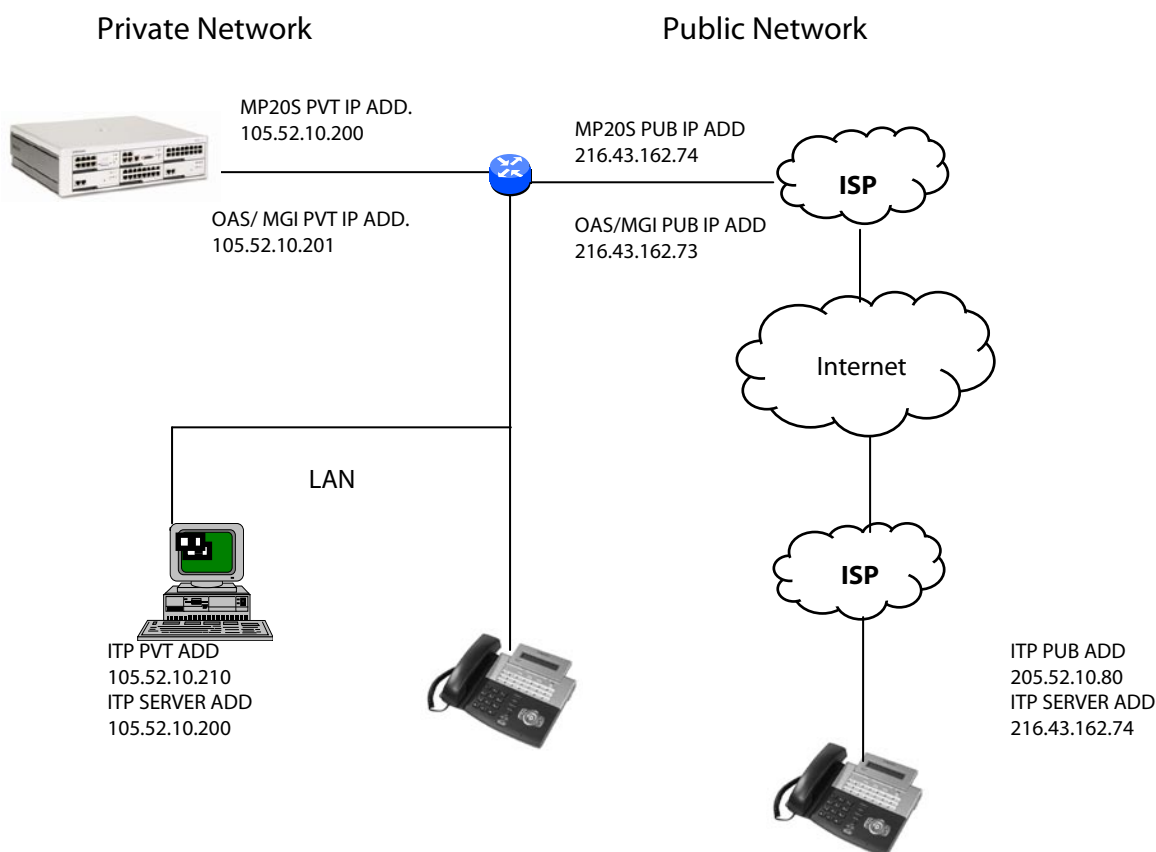 Private Network
Public Network
MP20S PVT IP ADD.
105.52.10.200
MP20S PUB IP ADD
216.43.162.74
ISP
OAS/ MGI PVT IP ADD.
105.52.10.201
OAS/MGI PUB IP ADD
216.43.162.73
Internet
LAN
ISP
ITP PVT ADD
105.52.10.210
ITP SERVER ADD
105.52.10.200
ITP PUB ADD
205.52.10.80
ITP SERVER ADD
216.43.162.74